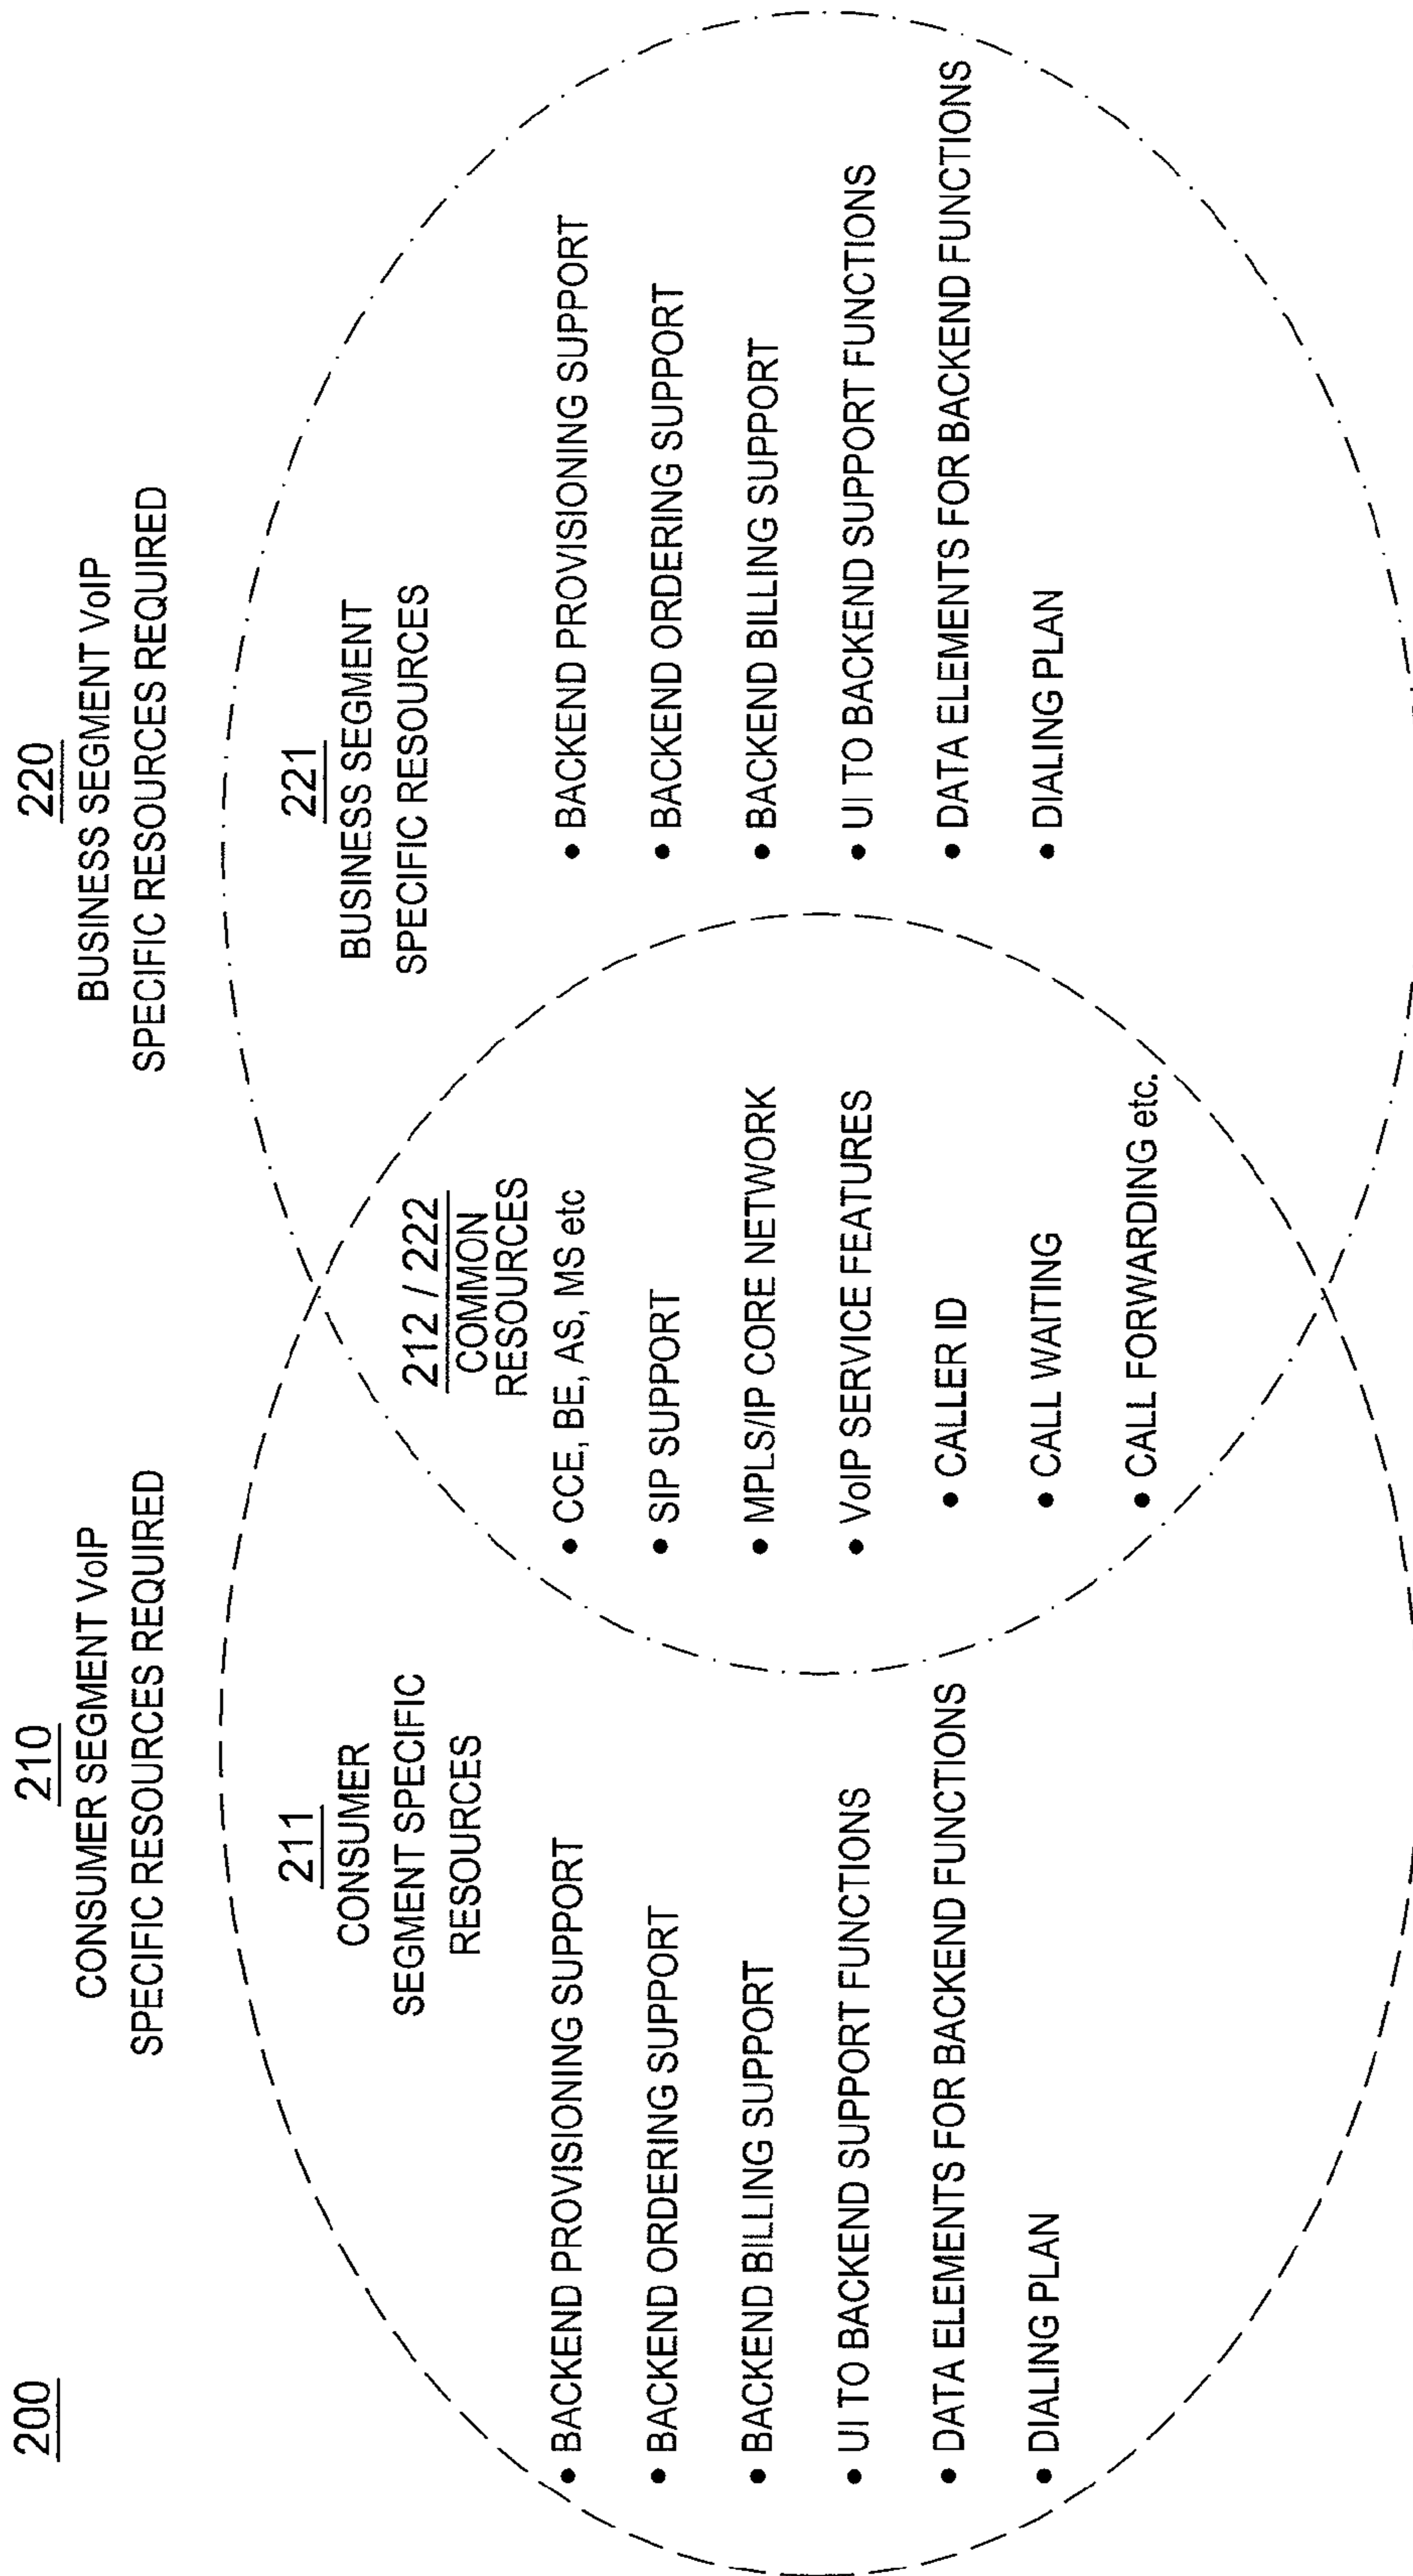 200
210
CONSUMER SEGMENT VoIP
SPECIFIC RESOURCES REQUIRED
220
BUSINESS SEGMENT VoIP
SPECIFIC RESOURCES REQUIRED
211
CONSUMER
SEGMENT SPECIFIC
RESOURCES
• BACKEND PROVISIONING SUPPORT
• BACKEND ORDERING SUPPORT
• BACKEND BILLING SUPPORT
• UI TO BACKEND SUPPORT FUNCTIONS
• DATA ELEMENTS FOR BACKEND FUNCTIONS
• DIALING PLAN
212 / 222
COMMON
RESOURCES
• CCE, BE, AS, MS etc
• SIP SUPPORT
• MPLS/IP CORE NETWORK
• VoIP SERVICE FEATURES
• CALLER ID
• CALL WAITING
• CALL FORWARDING etc.
221
BUSINESS SEGMENT
SPECIFIC RESOURCES
• BACKEND PROVISIONING SUPPORT
• BACKEND ORDERING SUPPORT
• BACKEND BILLING SUPPORT
• UI TO BACKEND SUPPORT FUNCTIONS
• DATA ELEMENTS FOR BACKEND FUNCTIONS
• DIALING PLAN